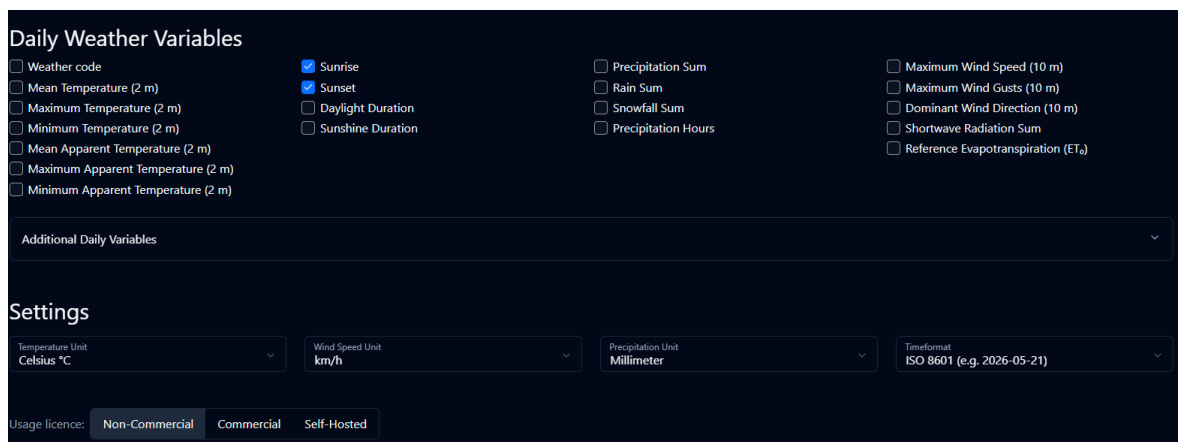 Daily Weather Variables
Weather code
Mean Temperature (2 m)
Maximum Temperature (2 m)
Minimum Temperature (2 m)
Mean Apparent Temperature (2 m)
Maximum Apparent Temperature (2 m)
Minimum Apparent Temperature (2 m)
Sunrise
Sunset
Daylight Duration
Sunshine Duration
Precipitation Sum
Rain Sum
Snowfall Sum
Precipitation Hours
Maximum Wind Speed (10 m)
Maximum Wind Gusts (10 m)
Dominant Wind Direction (10 m)
Shortwave Radiation Sum
Reference Evapotranspiration (ET₀)
Additional Daily Variables
Settings
Temperature Unit
Celsius °C
Wind Speed Unit
km/h
Precipitation Unit
Millimeter
Timeformat
ISO 8601 (e.g. 2026-05-21)
Usage licence: Non-Commercial Commercial Self-Hosted